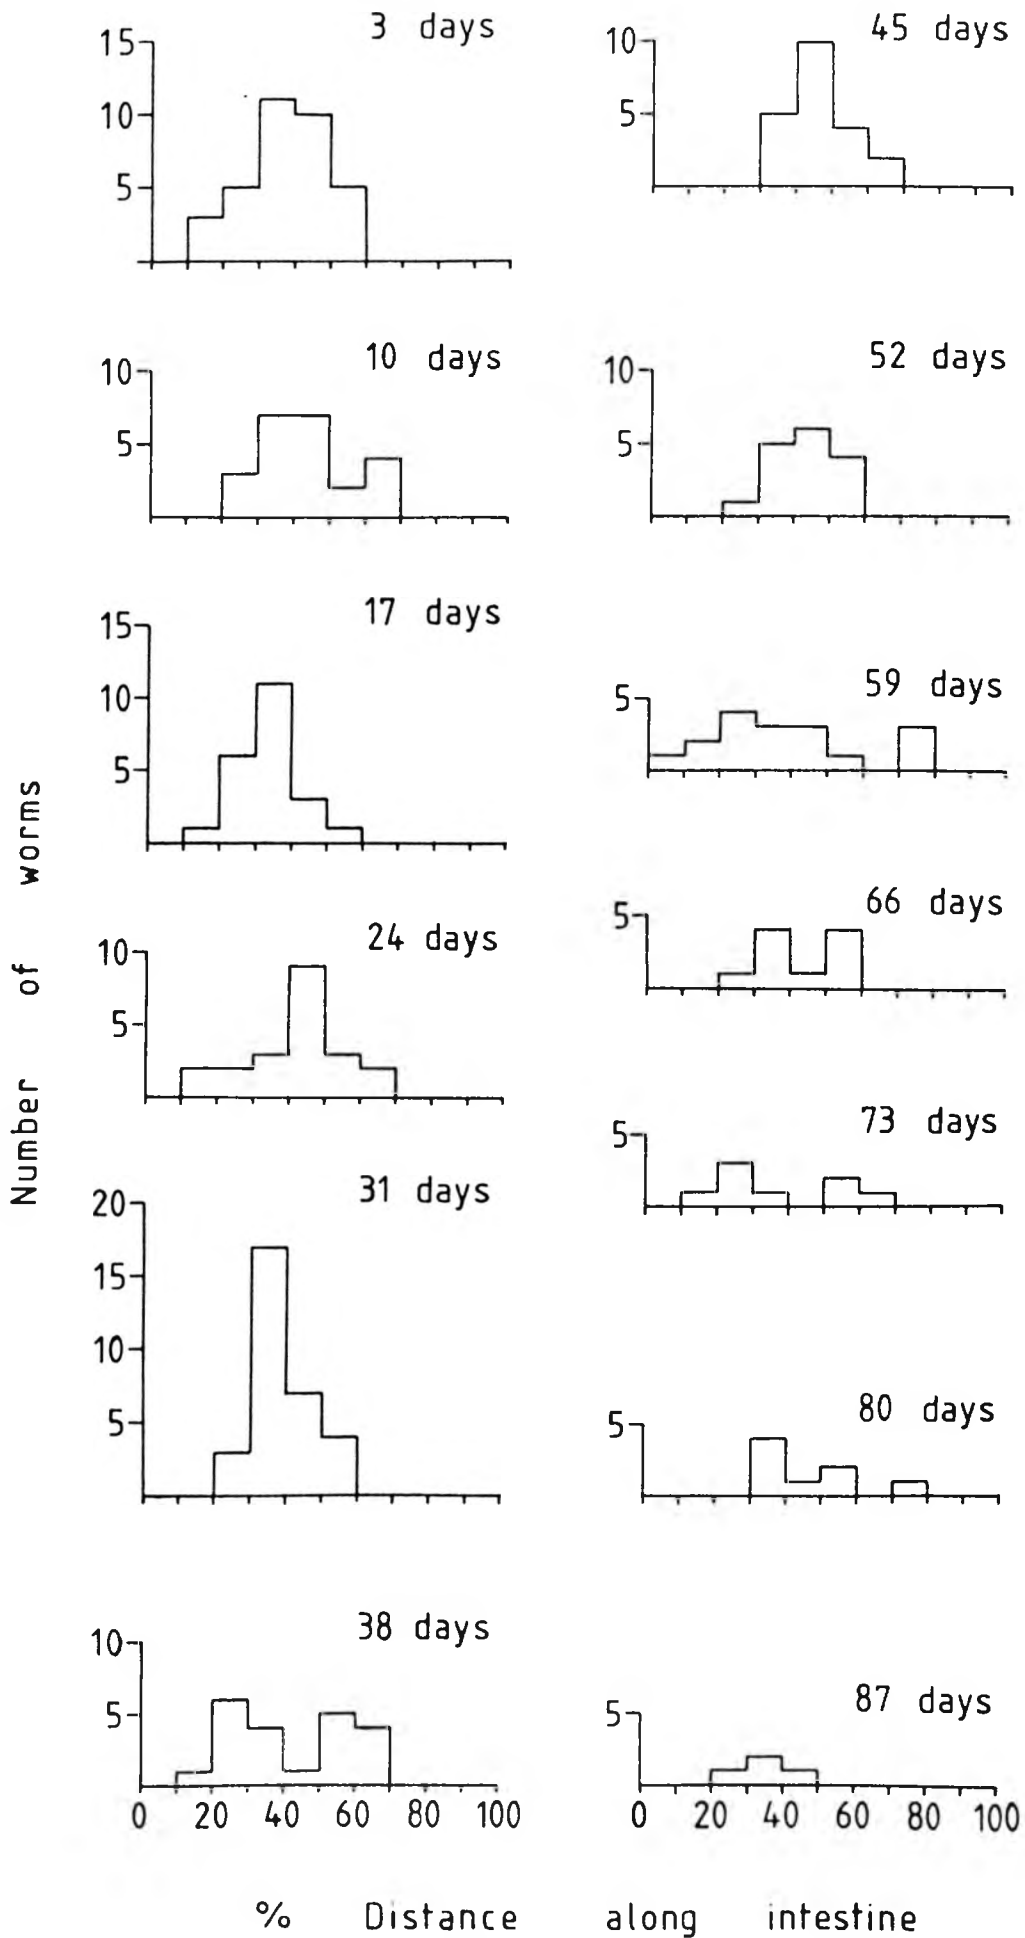 3 days
15
10
5
10 days
10
5
17 days
15
10
5
24 days
10
5
31 days
20
15
10
5
38 days
10
5
0 20 40 60 80 100
45 days
10
5
52 days
10
5
59 days
5
66 days
5
73 days
5
80 days
5
87 days
5
0 20 40 60 80 100
Number of worms
% Distance along intestine